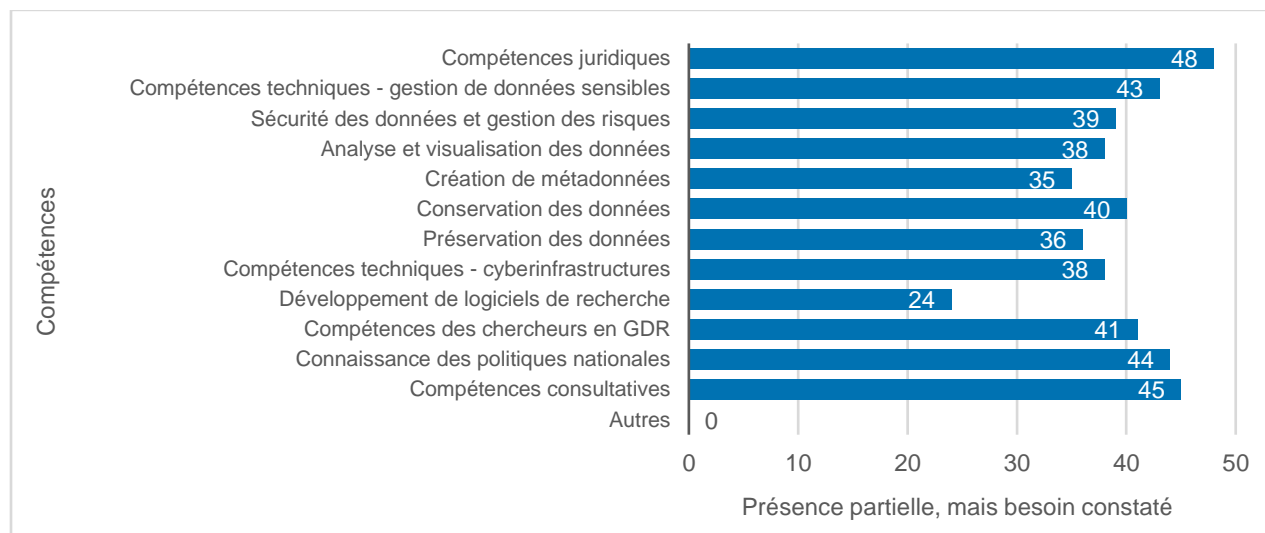 Compétences juridiques 48
Compétences techniques - gestion de données sensibles 43
Sécurité des données et gestion des risques 39
Analyse et visualisation des données 38
Création de métadonnées 35
Conservation des données 40
Préservation des données 36
Compétences techniques - cyberinfrastructures 38
Développement de logiciels de recherche 24
Compétences des chercheurs en GDR 41
Connaissance des politiques nationales 44
Compétences consultatives 45
Autres 0
Compétences
0 10 20 30 40 50
Présence partielle, mais besoin constaté